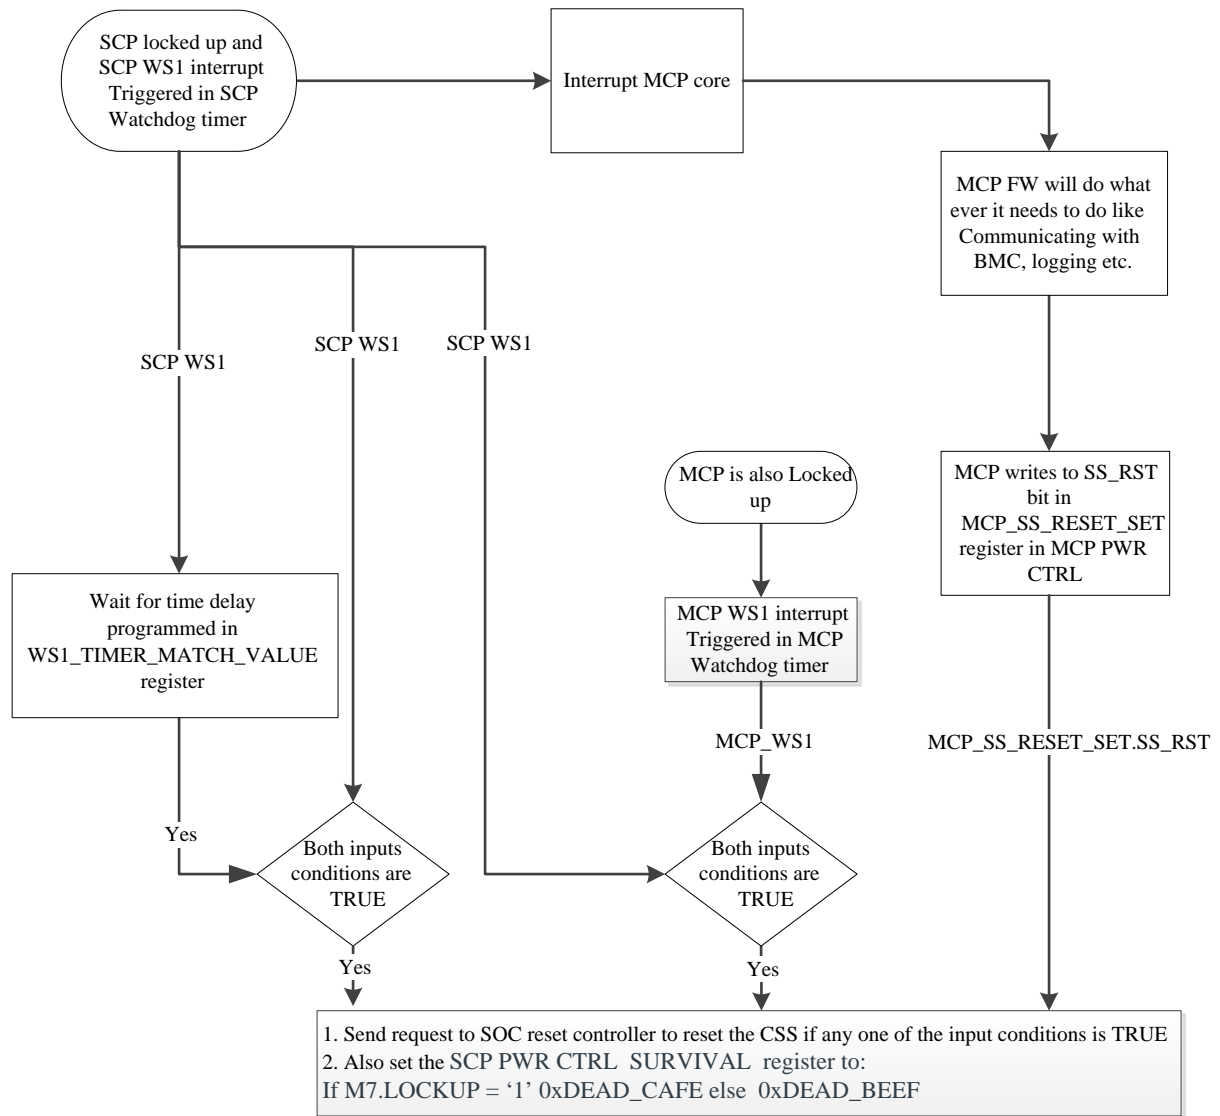 SCP locked up and
SCP WS1 interrupt
Triggered in SCP
Watchdog timer
Interrupt MCP core
MCP FW will do what
ever it needs to do like
Communicating with
BMC, logging etc.
SCP WS1
SCP WS1
SCP WS1
MCP is also Locked
up
MCP writes to SS_RST
bit in
MCP_SS_RESET_SET
register in MCP PWR
CTRL
Wait for time delay
programmed in
WS1_TIMER_MATCH_VALUE
register
MCP WS1 interrupt
Triggered in MCP
Watchdog timer
MCP_WS1
MCP_SS_RESET_SET.SS_RST
Yes
Both inputs
conditions are
TRUE
Both inputs
conditions are
TRUE
Yes
Yes
1. Send request to SOC reset controller to reset the CSS if any one of the input conditions is TRUE
2. Also set the SCP PWR CTRL SURVIVAL register to:
If M7.LOCKUP = ‘1’ 0xDEAD_CAFE else 0xDEAD_BEEF